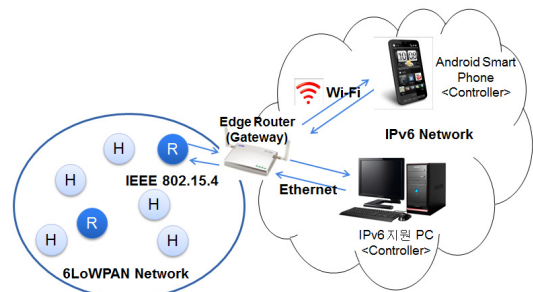 Wi-Fi
Android Smart
Phone
<Controller>
Edge Router
(Gateway)
IPv6 Network
H
R
IEEE 802.15.4
H
H
R
H
H
Ethernet
IPv6 지원 PC
<Controller>
6LoWPAN Network